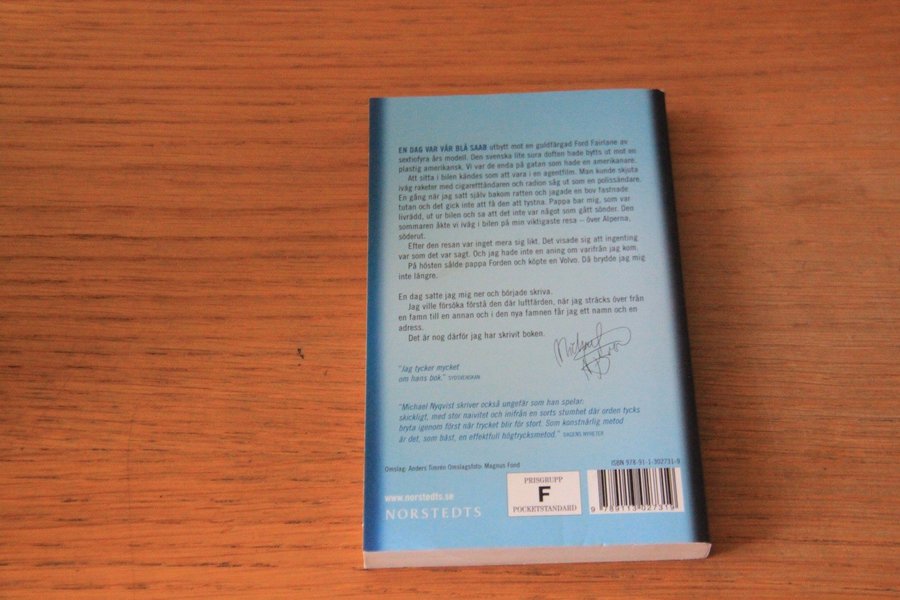 EN DAG VAR VÅR BLÅ SAAB utbytt mot en guldfärgad Ford Fairlane av
sextiofyra års modell. Den svenska lite sura doften hade bytts ut mot en
plastig amerikansk. Vi var de enda på gatan som hade en amerikanare.
Att sitta i bilen kändes som att vara i en agentfilm. Man kunde skjuta
iväg raketer med cigarettändaren och radion såg ut som en polissändare.
En gång när jag satt själv bakom ratten och jagade en bov fastnade
tutan och det gick inte att få den att tystna. Pappa bar mig, som var
livrädd, ut ur bilen och sa att det inte var något som gått sönder. Den
sommaren åkte vi iväg i bilen på min viktigaste resa – över Alperna,
söderut.
Efter den resan var inget mera sig likt. Det visade sig att ingenting
var som det var sagt. Och jag hade inte en aning om varifrån jag kom.
På hösten sålde pappa Forden och köpte en Volvo. Då brydde jag mig
inte längre.
En dag satte jag mig ner och började skriva.
Jag ville försöka förstå den där luftfärden, när jag sträcks över från
en famn till en annan och i den nya famnen får jag ett namn och en
adress.
Det är nog därför jag har skrivit boken.
"Jag tycker mycket
om hans bok." SYDSVENSKAN
"Michael Nyqvist skriver också ungefär som han spelar:
skickligt, med stor naivitet och inifrån en sorts stumhet där orden tycks
bryta igenom först när trycket blir för stort. Som konstnärlig metod
är det, som bäst, en effektfull högtrycksmetod." DAGENS NYHETER
Omslag: Anders Timrén Omslagsfoto: Magnus Fond
ISBN 978-91-1-302731-9
www.norstedts.se
NORSTEDTS
PRISGRUPP
F
POCKETSTANDARD
9 789113 027319